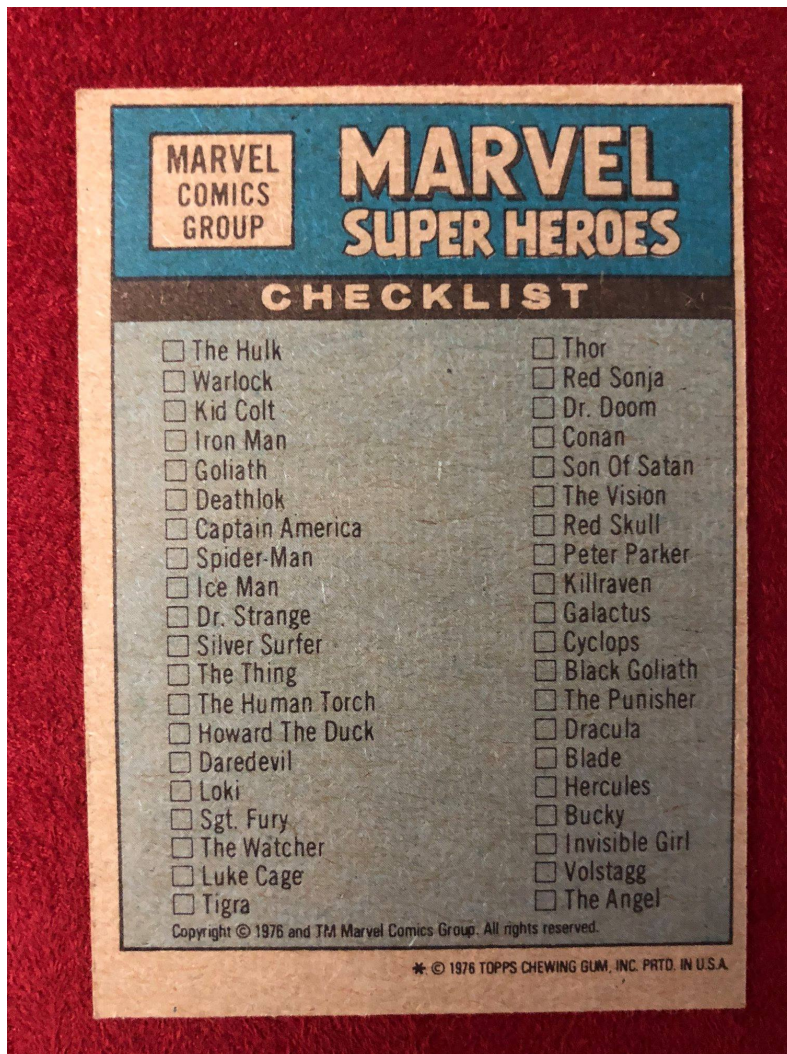 MARVEL
COMICS
GROUP
MARVEL
SUPER HEROES
CHECKLIST
The Hulk
Warlock
Kid Colt
Iron Man
Goliath
Deathlok
Captain America
Spider-Man
Ice Man
Dr. Strange
Silver Surfer
The Thing
The Human Torch
Howard The Duck
Daredevil
Loki
Sgt. Fury
The Watcher
Luke Cage
Tigra
Thor
Red Sonja
Dr. Doom
Conan
Son Of Satan
The Vision
Red Skull
Peter Parker
Killraven
Galactus
Cyclops
Black Goliath
The Punisher
Dracula
Blade
Hercules
Bucky
Invisible Girl
Volstagg
The Angel
Copyright © 1976 and TM Marvel Comics Group. All rights reserved.
* © 1976 TOPPS CHEWING GUM, INC. PRTD. IN U.S.A.